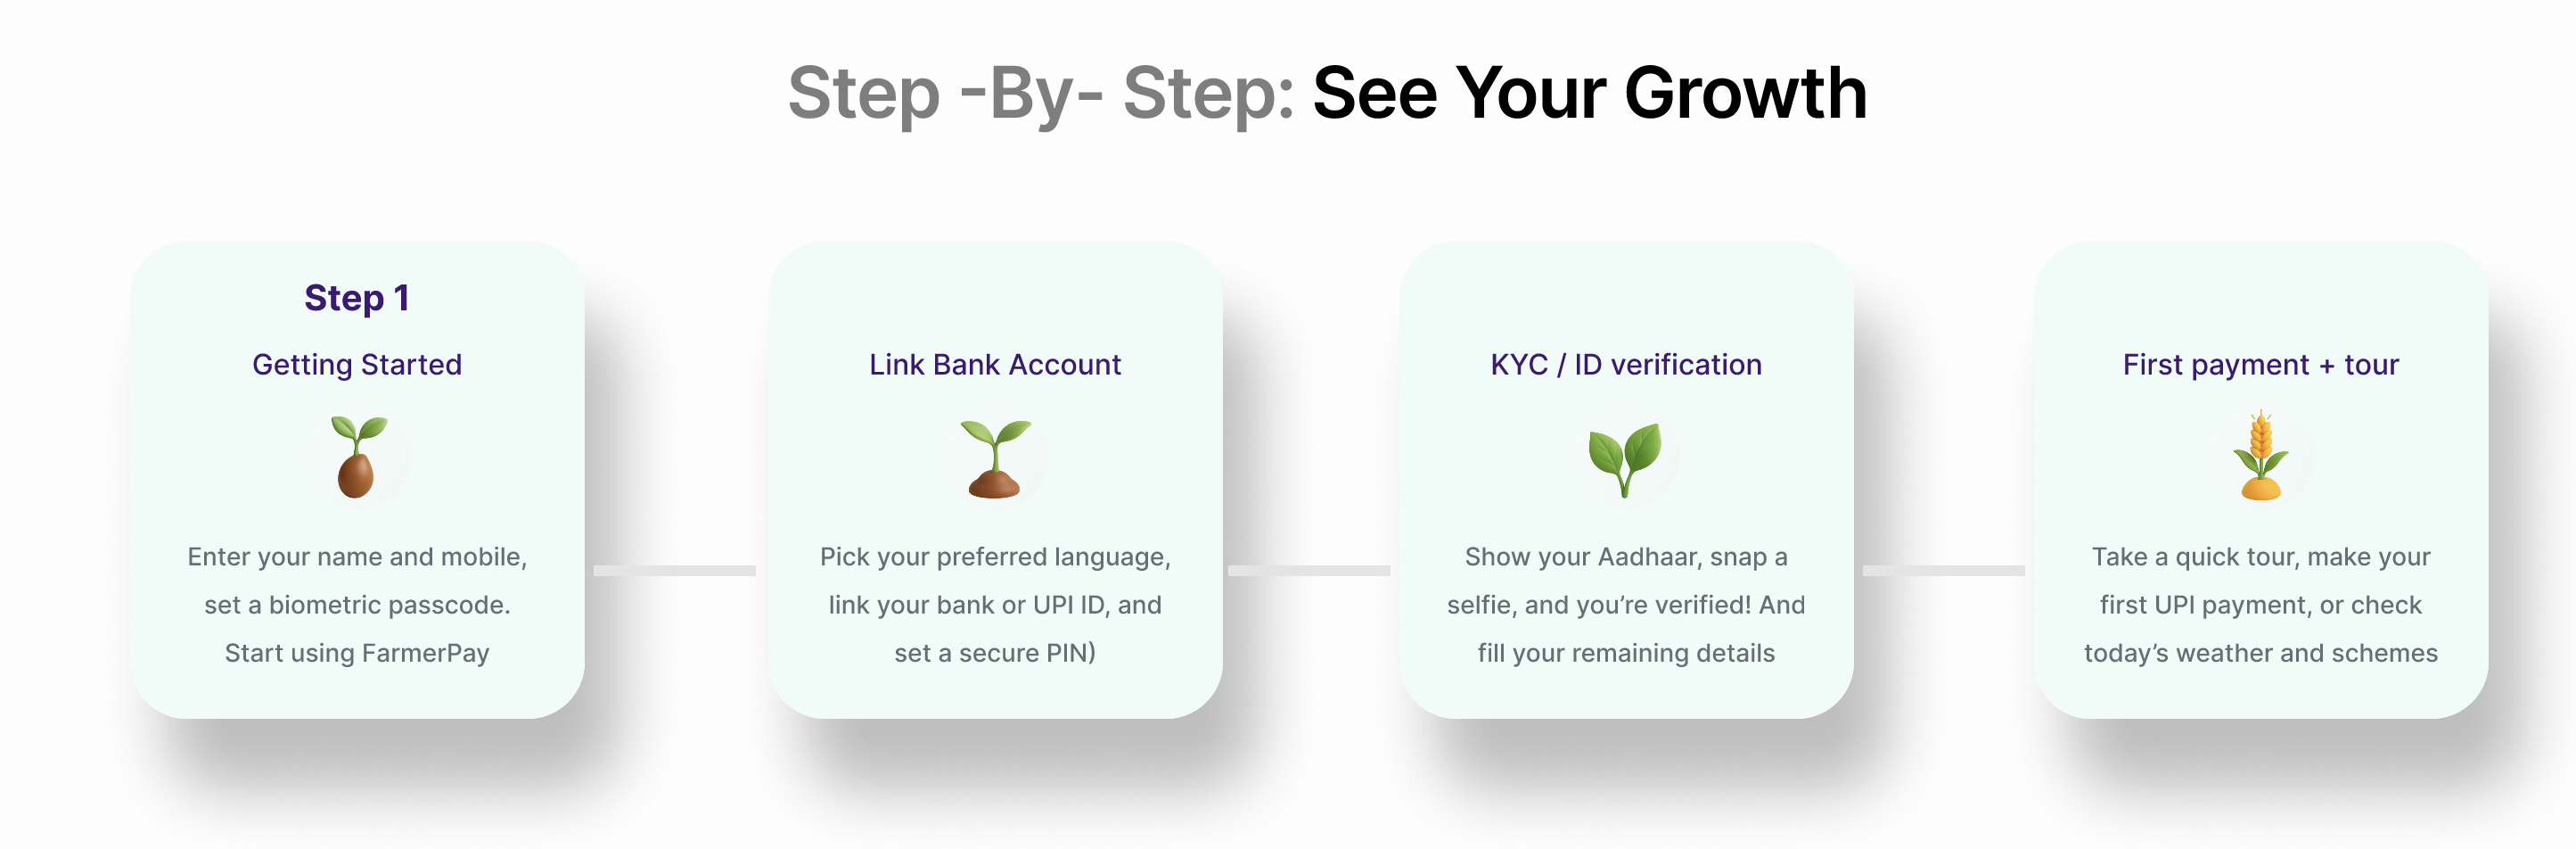 Step -By- Step: See Your Growth
Step 1
Getting Started
Enter your name and mobile,
set a biometric passcode.
Start using FarmerPay
Link Bank Account
Pick your preferred language,
link your bank or UPI ID, and
set a secure PIN)
KYC / ID verification
Show your Aadhaar, snap a
selfie, and you’re verified! And
fill your remaining details
First payment + tour
Take a quick tour, make your
first UPI payment, or check
today’s weather and schemes